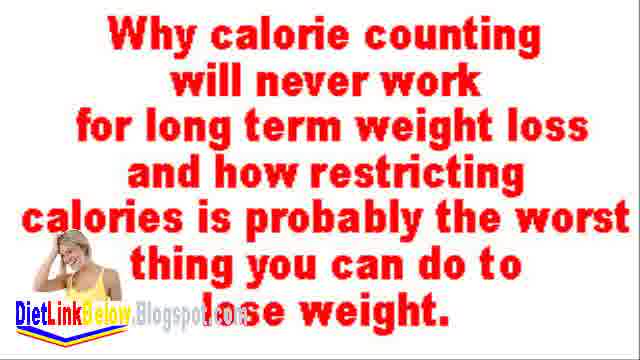 Why calorie counting
will never work
for long term weight loss
and how restricting
calories is probably the worst
thing you can do to
lose weight.
DietLinkBelow.Blogspot.com